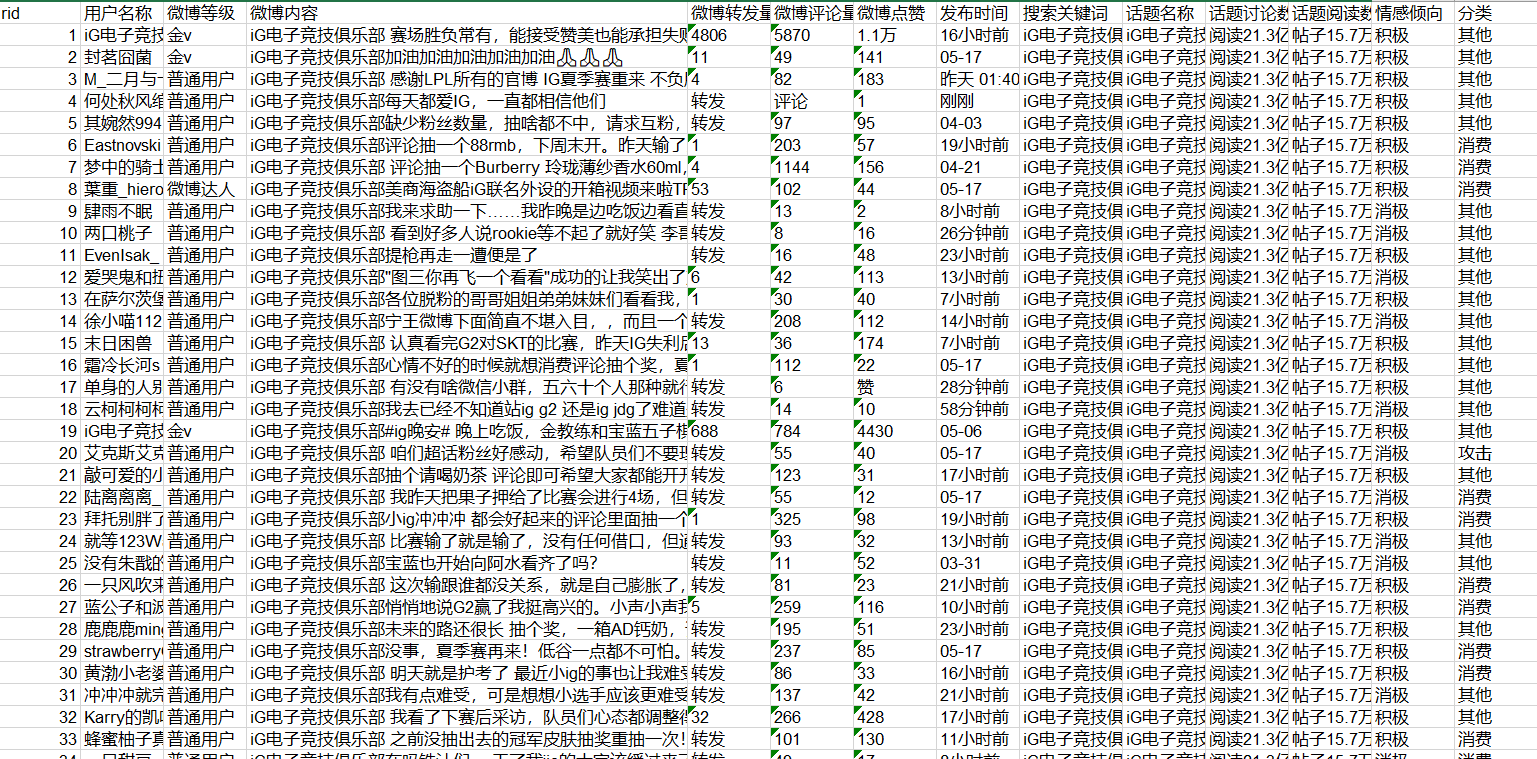 rid 用户名称 微博等级 微博内容 微博转发量 微博评论量 微博点赞 发布时间 搜索关键词 话题名称 话题讨论数 话题阅读数 情感倾向 分类
1 iG电子竞技 金v iG电子竞技俱乐部 赛场胜负常有，能接受赞美也能承担失败 4806 5870 1.1万 16小时前 iG电子竞技俱 iG电子竞技 阅读21.3亿 帖子15.7万 积极 其他
2 封茗囧菌 金v iG电子竞技俱乐部加油加油加油加油加油🙏🙏🙏 11 49 141 05-17 iG电子竞技俱 iG电子竞技 阅读21.3亿 帖子15.7万 积极 其他
3 M_二月与十 普通用户 iG电子竞技俱乐部 感谢LPL所有的官博 IG夏季赛重来 不负 4 82 183 昨天 01:40 iG电子竞技俱 iG电子竞技 阅读21.3亿 帖子15.7万 积极 其他
4 何处秋风绾 普通用户 iG电子竞技俱乐部每天都爱IG，一直都相信他们 转发 评论 1 刚刚 iG电子竞技俱 iG电子竞技 阅读21.3亿 帖子15.7万 积极 其他
5 其婉然994 普通用户 iG电子竞技俱乐部缺少粉丝数量，抽啥都不中，请求互粉， 转发 97 95 04-03 iG电子竞技俱 iG电子竞技 阅读21.3亿 帖子15.7万 积极 其他
6 Eastnovski 普通用户 iG电子竞技俱乐部评论抽一个88rmb，下周末开。昨天输了 1 203 57 19小时前 iG电子竞技俱 iG电子竞技 阅读21.3亿 帖子15.7万 积极 消费
7 梦中的骑士 普通用户 iG电子竞技俱乐部 评论抽一个Burberry 玲珑薄纱香水60ml， 4 1144 156 04-21 iG电子竞技俱 iG电子竞技 阅读21.3亿 帖子15.7万 积极 消费
8 葉重_hiero 微博达人 iG电子竞技俱乐部美商海盗船iG联名外设的开箱视频来啦TF 53 102 44 05-17 iG电子竞技俱 iG电子竞技 阅读21.3亿 帖子15.7万 积极 消费
9 肆雨不眠 普通用户 iG电子竞技俱乐部我来求助一下……我昨晚是边吃饭边看直 转发 13 2 8小时前 iG电子竞技俱 iG电子竞技 阅读21.3亿 帖子15.7万 消极 其他
10 两口桃子 普通用户 iG电子竞技俱乐部 看到好多人说rookie等不起了就好笑 李哥 转发 8 16 26分钟前 iG电子竞技俱 iG电子竞技 阅读21.3亿 帖子15.7万 消极 其他
11 EvenIsak_ 普通用户 iG电子竞技俱乐部提枪再走一遭便是了 转发 16 48 23小时前 iG电子竞技俱 iG电子竞技 阅读21.3亿 帖子15.7万 积极 其他
12 爱哭鬼和扭 普通用户 iG电子竞技俱乐部"图三你再飞一个看看"成功的让我笑出了 6 42 113 13小时前 iG电子竞技俱 iG电子竞技 阅读21.3亿 帖子15.7万 消极 其他
13 在萨尔茨堡 普通用户 iG电子竞技俱乐部各位脱粉的哥哥姐姐弟弟妹妹们看看我， 1 30 40 7小时前 iG电子竞技俱 iG电子竞技 阅读21.3亿 帖子15.7万 积极 其他
14 徐小喵112 普通用户 iG电子竞技俱乐部宁王微博下面简直不堪入目，，而且一个 转发 208 112 14小时前 iG电子竞技俱 iG电子竞技 阅读21.3亿 帖子15.7万 消极 其他
15 末日困兽 普通用户 iG电子竞技俱乐部 认真看完G2对SKT的比赛，昨天IG失利后 13 36 174 7小时前 iG电子竞技俱 iG电子竞技 阅读21.3亿 帖子15.7万 消极 其他
16 霜冷长河s 普通用户 iG电子竞技俱乐部心情不好的时候就想消费评论抽个奖，夏 1 112 22 05-17 iG电子竞技俱 iG电子竞技 阅读21.3亿 帖子15.7万 消极 其他
17 单身的人别 普通用户 iG电子竞技俱乐部 有没有啥微信小群，五六十个人那种就行 转发 6 赞 28分钟前 iG电子竞技俱 iG电子竞技 阅读21.3亿 帖子15.7万 积极 其他
18 云柯柯柯柯 普通用户 iG电子竞技俱乐部我去已经不知道站ig g2 还是ig jdg了难道 转发 14 10 58分钟前 iG电子竞技俱 iG电子竞技 阅读21.3亿 帖子15.7万 消极 其他
19 iG电子竞技 金v iG电子竞技俱乐部#ig晚安# 晚上吃饭，金教练和宝蓝五子棋 688 784 4430 05-06 iG电子竞技俱 iG电子竞技 阅读21.3亿 帖子15.7万 积极 其他
20 艾克斯艾克 普通用户 iG电子竞技俱乐部 咱们超话粉丝好感动，希望队员们不要理 转发 55 40 05-17 iG电子竞技俱 iG电子竞技 阅读21.3亿 帖子15.7万 消极 攻击
21 敲可爱的小 普通用户 iG电子竞技俱乐部抽个请喝奶茶 评论即可希望大家都能开开 转发 123 31 17小时前 iG电子竞技俱 iG电子竞技 阅读21.3亿 帖子15.7万 积极 其他
22 陆离离离_ 普通用户 iG电子竞技俱乐部 我昨天把果子押给了比赛会进行4场，但 转发 55 12 05-17 iG电子竞技俱 iG电子竞技 阅读21.3亿 帖子15.7万 消极 消费
23 拜托别胖了 普通用户 iG电子竞技俱乐部小ig冲冲冲 都会好起来的评论里面抽一个 1 325 98 19小时前 iG电子竞技俱 iG电子竞技 阅读21.3亿 帖子15.7万 积极 消费
24 就等123W 普通用户 iG电子竞技俱乐部 比赛输了就是输了，没有任何借口，但 转发 93 32 13小时前 iG电子竞技俱 iG电子竞技 阅读21.3亿 帖子15.7万 消极 其他
25 没有朱戬的 普通用户 iG电子竞技俱乐部宝蓝也开始向阿水看齐了吗？ 转发 11 52 03-31 iG电子竞技俱 iG电子竞技 阅读21.3亿 帖子15.7万 消极 其他
26 一只风吹来 普通用户 iG电子竞技俱乐部 这次输跟谁都没关系，就是自己膨胀了， 转发 81 23 21小时前 iG电子竞技俱 iG电子竞技 阅读21.3亿 帖子15.7万 积极 消费
27 蓝公子和 普通用户 iG电子竞技俱乐部悄悄地说G2赢了我挺高兴的。小声小声 5 259 116 10小时前 iG电子竞技俱 iG电子竞技 阅读21.3亿 帖子15.7万 消极 消费
28 鹿鹿鹿ming 普通用户 iG电子竞技俱乐部未来的路还很长 抽个奖，一箱AD钙奶， 转发 195 51 23小时前 iG电子竞技俱 iG电子竞技 阅读21.3亿 帖子15.7万 积极 其他
29 strawberry 普通用户 iG电子竞技俱乐部没事，夏季赛再来！低谷一点都不可怕。 转发 237 85 05-17 iG电子竞技俱 iG电子竞技 阅读21.3亿 帖子15.7万 消极 消费
30 黄渤小老婆 普通用户 iG电子竞技俱乐部 明天就是护考了 最近小ig的事也让我难受 转发 86 33 16小时前 iG电子竞技俱 iG电子竞技 阅读21.3亿 帖子15.7万 积极 消费
31 冲冲冲就完 普通用户 iG电子竞技俱乐部我有点难受，可是想想小选手应该更难受 转发 137 42 21小时前 iG电子竞技俱 iG电子竞技 阅读21.3亿 帖子15.7万 消极 其他
32 Karry的凯 普通用户 iG电子竞技俱乐部 我看了下赛后采访，队员们心态都调整得 32 266 428 17小时前 iG电子竞技俱 iG电子竞技 阅读21.3亿 帖子15.7万 积极 其他
33 蜂蜜柚子真 普通用户 iG电子竞技俱乐部 之前没抽出去的冠军皮肤抽奖重抽一次！ 转发 101 130 11小时前 iG电子竞技俱 iG电子竞技 阅读21.3亿 帖子15.7万 积极 消费